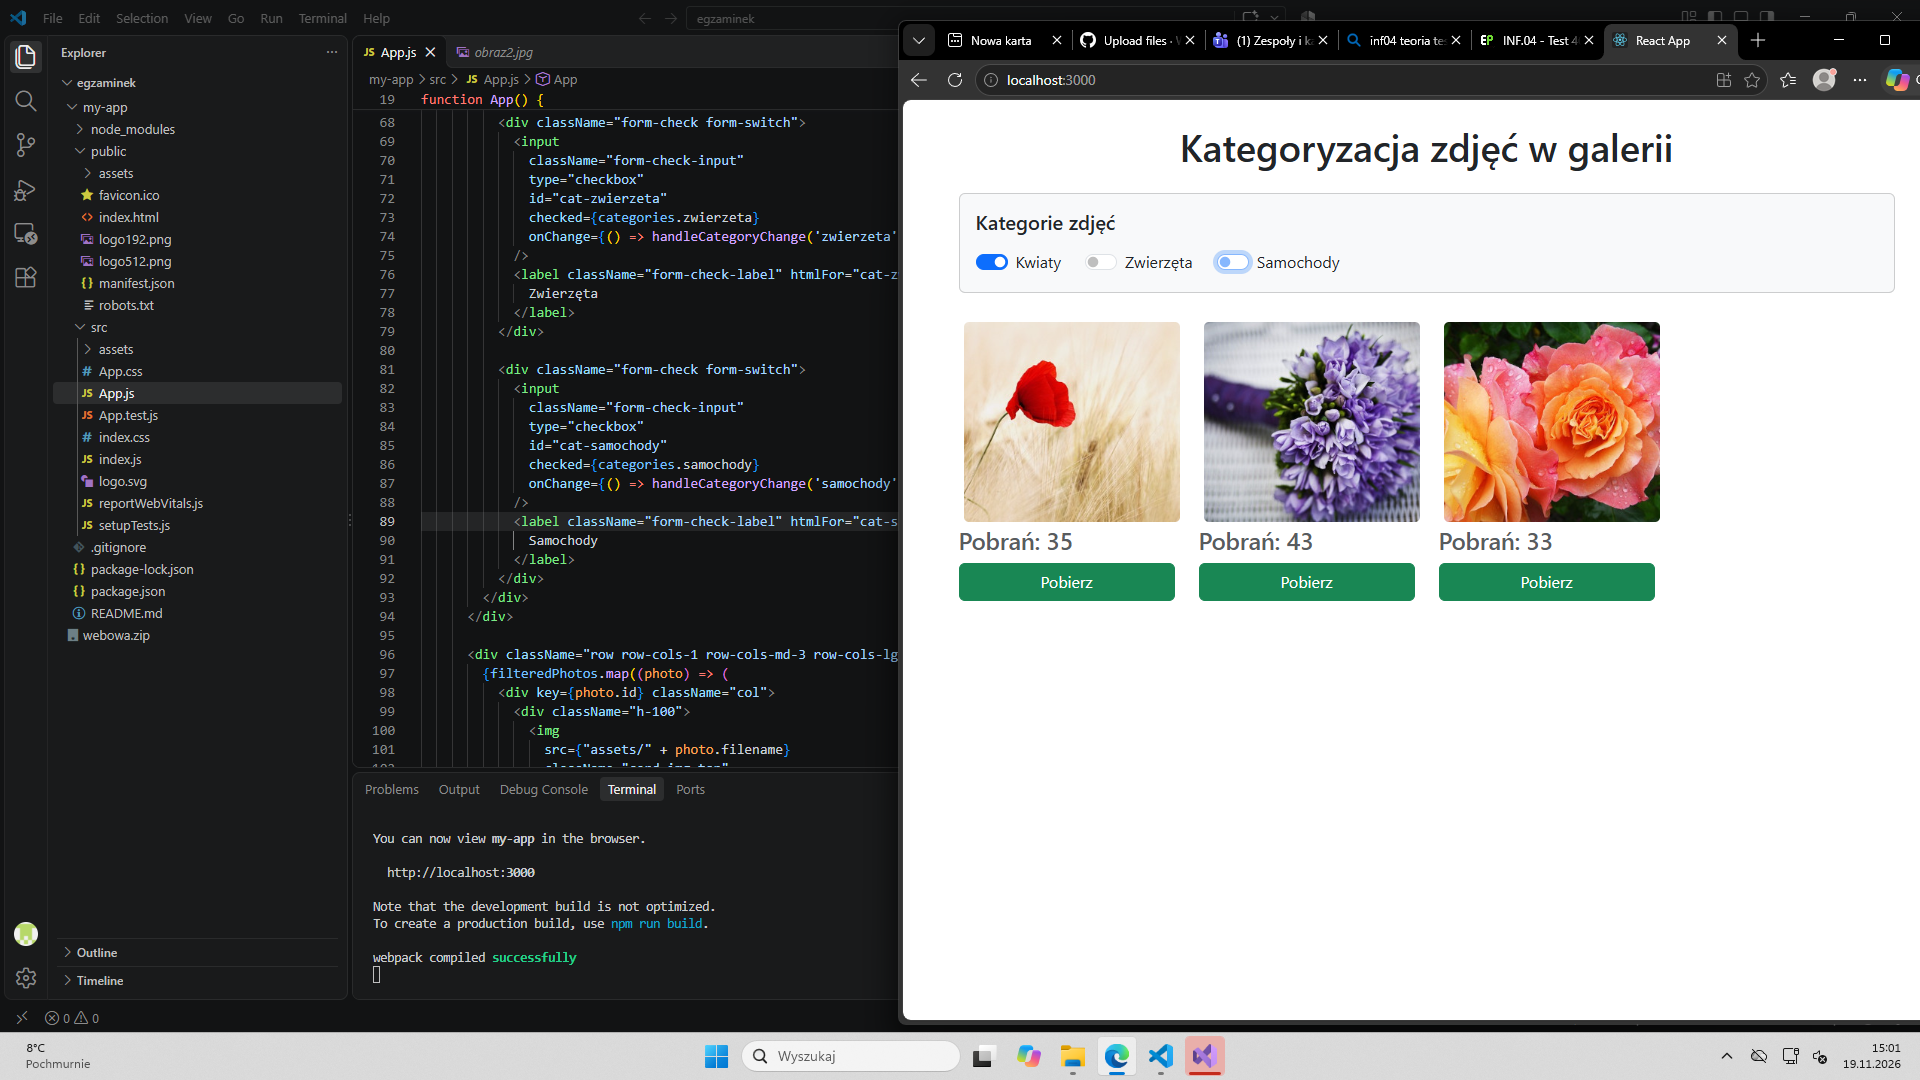 File Edit Selection View Go Run Terminal Help
egzaminek
Explorer
egzaminek
my-app
node_modules
public
assets
favicon.ico
index.html
logo192.png
logo512.png
manifest.json
robots.txt
src
assets
App.css
App.js
App.test.js
index.css
index.js
logo.svg
reportWebVitals.js
setupTests.js
.gitignore
package-lock.json
package.json
README.md
webowa.zip
Outline
Timeline
App.js
obraz2.jpg
my-app > src > JS App.js > App
19 function App() {
68 <div className="form-check form-switch">
69 <input
70 className="form-check-input"
71 type="checkbox"
72 id="cat-zwierzeta"
73 checked={categories.zwierzeta}
74 onChange={() => handleCategoryChange('zwierzeta'
75 />
76 <label className="form-check-label" htmlFor="cat-z
77 Zwierzęta
78 </label>
79 </div>
80
81 <div className="form-check form-switch">
82 <input
83 className="form-check-input"
84 type="checkbox"
85 id="cat-samochody"
86 checked={categories.samochody}
87 onChange={() => handleCategoryChange('samochody'
88 />
89 <label className="form-check-label" htmlFor="cat-s
90 Samochody
91 </label>
92 </div>
93 </div>
94 </div>
95
96 <div className="row row-cols-1 row-cols-md-3 row-cols-lg
97 {filteredPhotos.map((photo) => (
98 <div key={photo.id} className="col">
99 <div className="h-100">
100 <img
101 src={"assets/" + photo.filename}
Problems Output Debug Console Terminal Ports
You can now view my-app in the browser.
http://localhost:3000
Note that the development build is not optimized.
To create a production build, use npm run build.
webpack compiled successfully
0 0
Nowa karta
Upload files ·
(1) Zespoły i k
inf04 teoria te
INF.04 - Test 4
React App
localhost:3000
Kategoryzacja zdjęć w galerii
Kategorie zdjęć
Kwiaty Zwierzęta Samochody
Pobrań: 35 Pobrań: 43 Pobrań: 33
Pobierz Pobierz Pobierz
8°C
Pochmurnie
Wyszukaj
15:01
19.11.2026